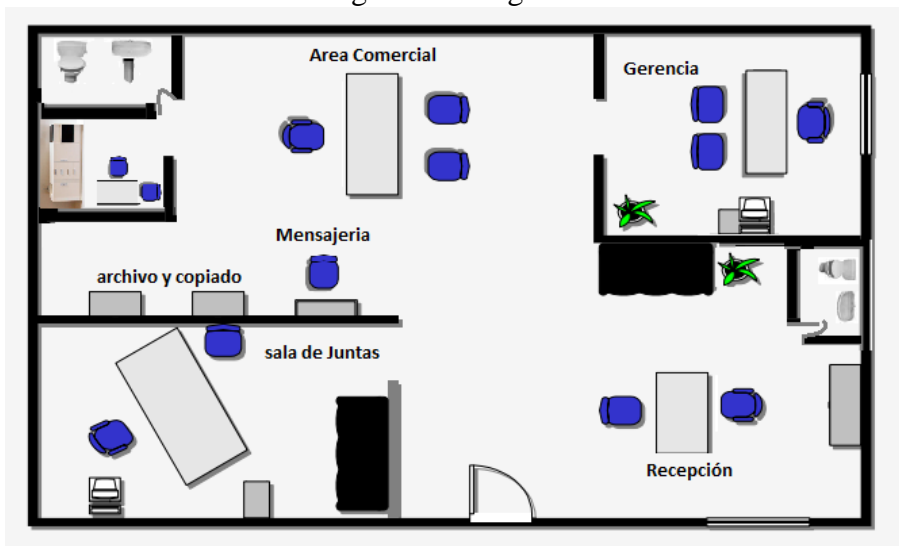 Area Comercial
Gerencia
Mensajeria
archivo y copiado
sala de Juntas
Recepción